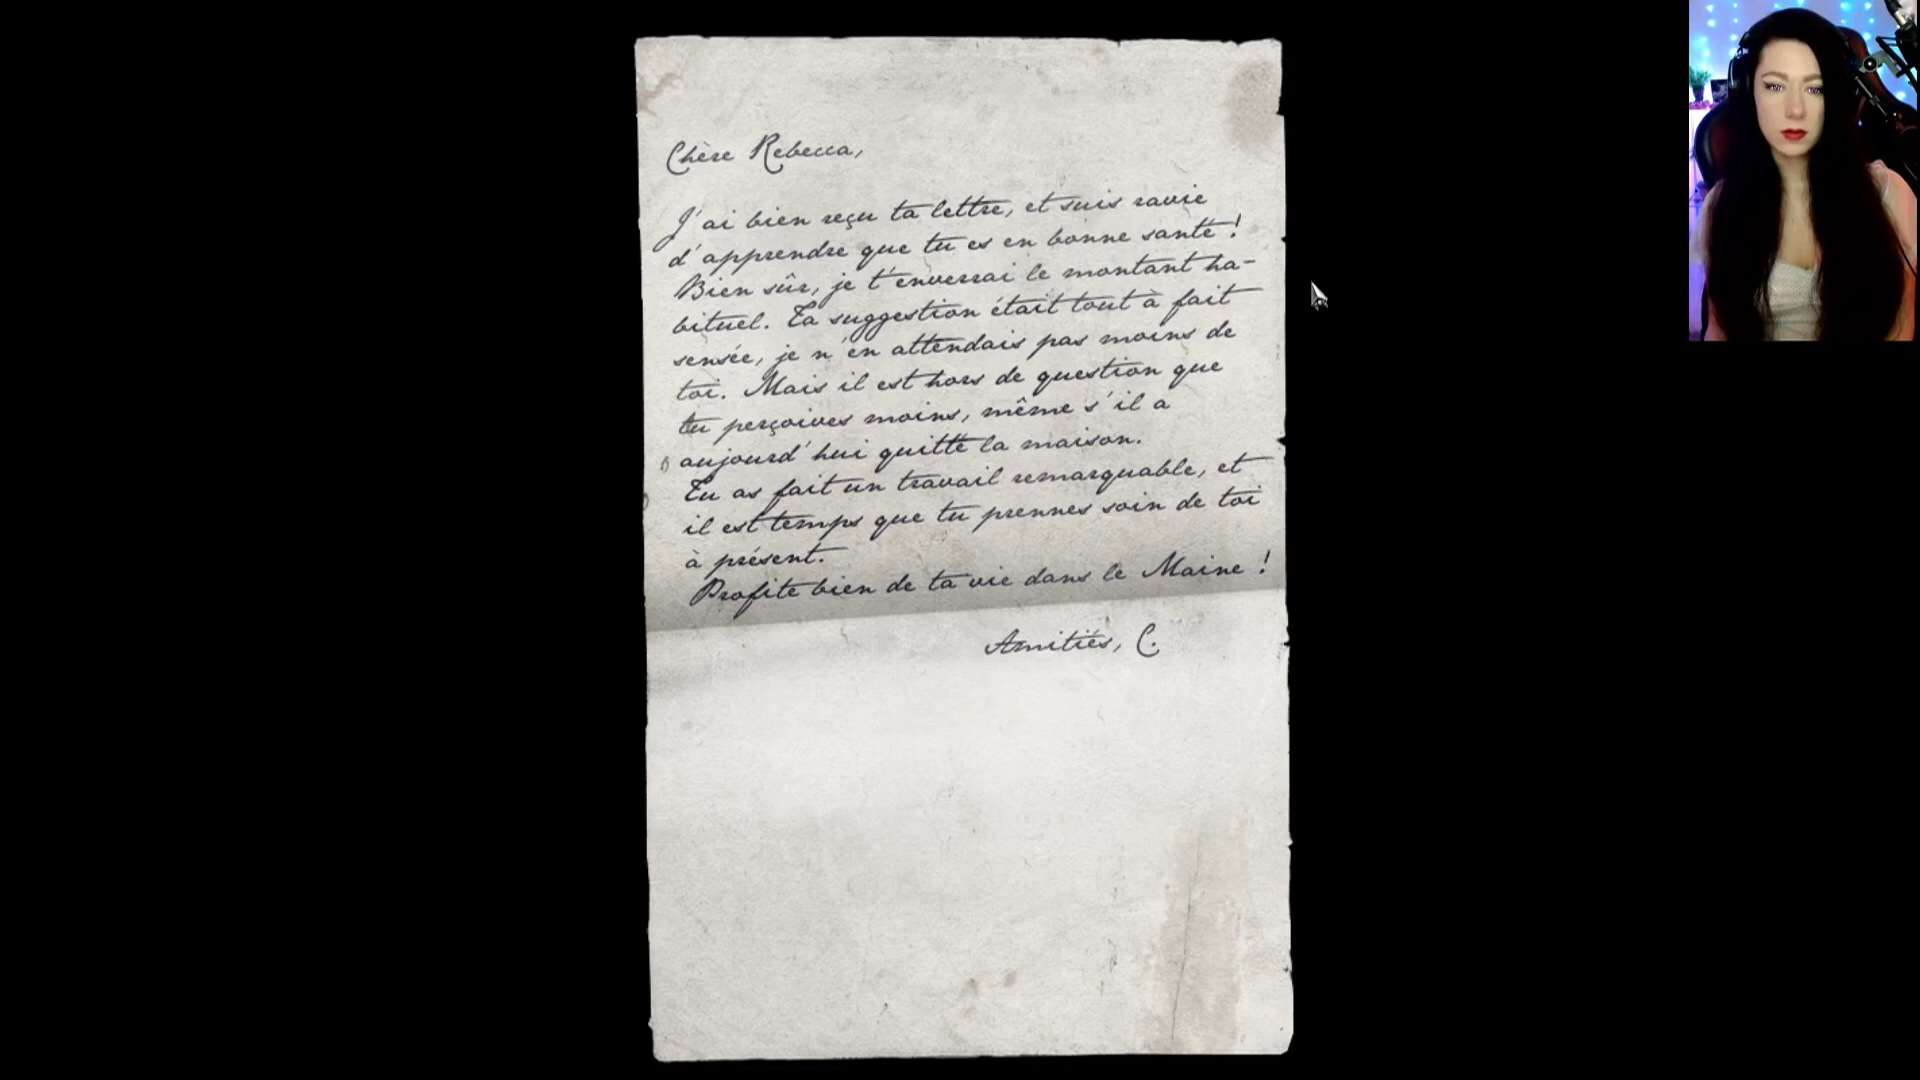 Chère Rebecca,
J'ai bien reçu ta lettre, et suis ravie
d'apprendre que tu es en bonne santé !
Bien sûr, je t'enverrai le montant ha-
bituel. Ta suggestion était tout à fait
sensée, je n'en attendais pas moins de
toi. Mais il est hors de question que
tu perçoives moins, même s'il a
aujourd'hui quitté la maison.
Tu as fait un travail remarquable, et
il est temps que tu prennes soin de toi
à présent.
Profite bien de ta vie dans le Maine !
Amitiés, C.